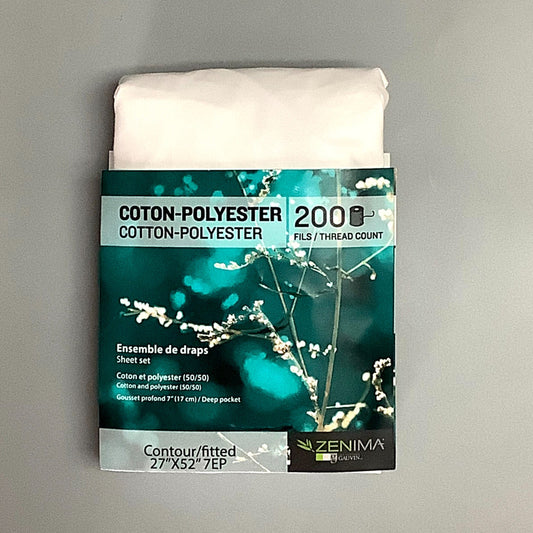 COTON-POLYESTER
COTTON-POLYESTER
200
FILS / THREAD COUNT
Ensemble de draps
Sheet set
Coton et polyester (50/50)
Cotton and polyester (50/50)
Gousset profond 7" (17 cm) / Deep pocket
ZENIMA
GAUVIN
Contour/fitted
27"X52" 7EP